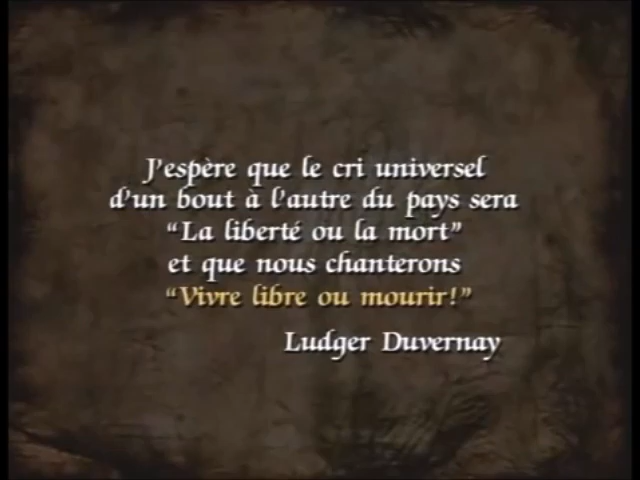 J'espère que le cri universel
d'un bout à l'autre du pays sera
“La liberté ou la mort”
et que nous chanterons
“Vivre libre ou mourir!”
Ludger Duvernay